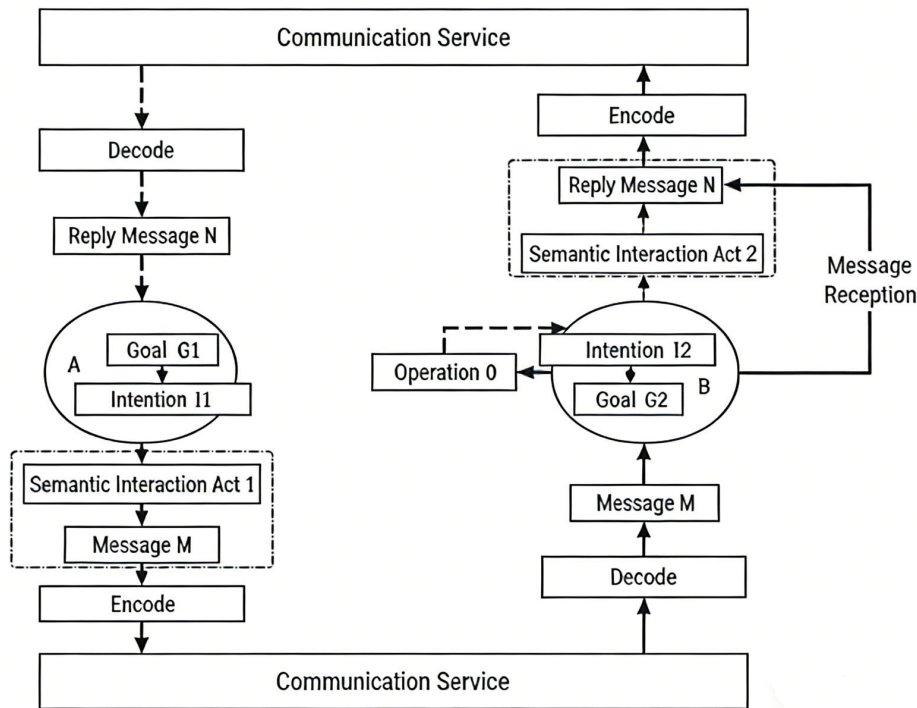 Communication Service
Encode
Decode
Reply Message N
Reply Message N
Semantic Interaction Act 2
Message
Reception
A
Goal G1
Intention I1
Operation 0
Intention I2
Goal G2
B
Semantic Interaction Act 1
Message M
Message M
Encode
Decode
Communication Service